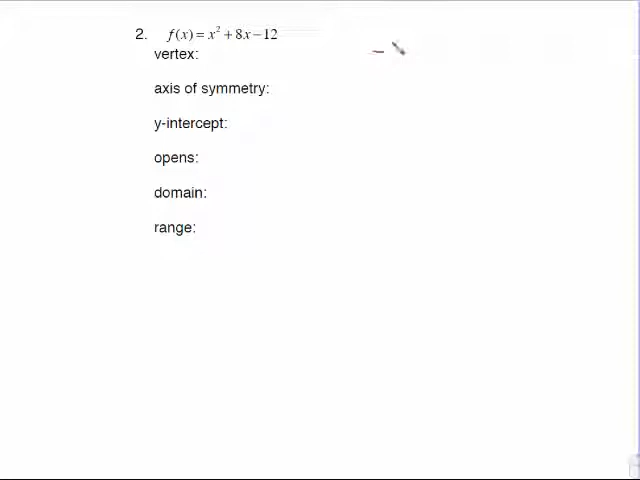 2. f(x) = x² + 8x − 12
vertex:
−
axis of symmetry:
y-intercept:
opens:
domain:
range: